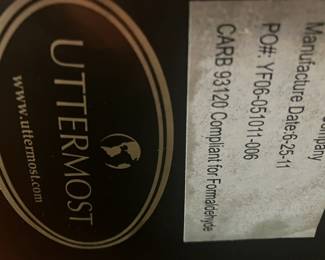 UTTERMOST
www.uttermost.com
Company
Manufacture Date:6-25-11
PO#: YF06-051011-006
CARB 93120 Compliant for Formaldehyde